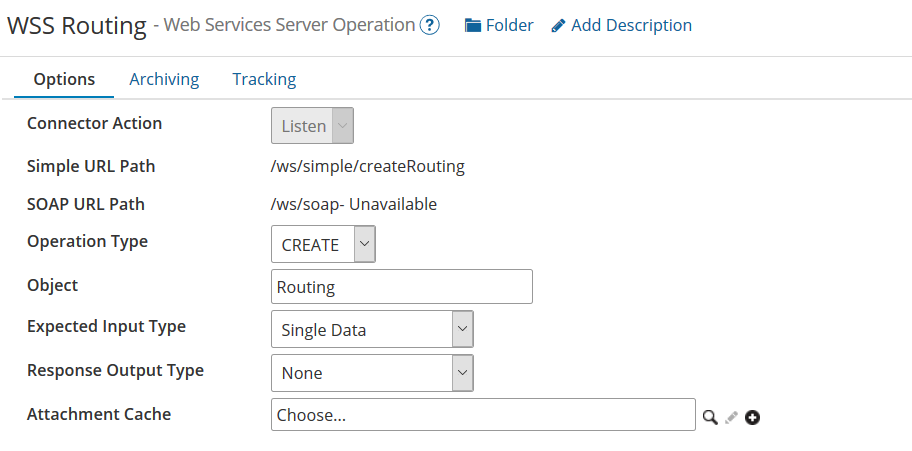 WSS Routing - Web Services Server Operation ? Folder Add Description
Options Archiving Tracking
Connector Action Listen
Simple URL Path /ws/simple/createRouting
SOAP URL Path /ws/soap- Unavailable
Operation Type CREATE
Object Routing
Expected Input Type Single Data
Response Output Type None
Attachment Cache Choose...